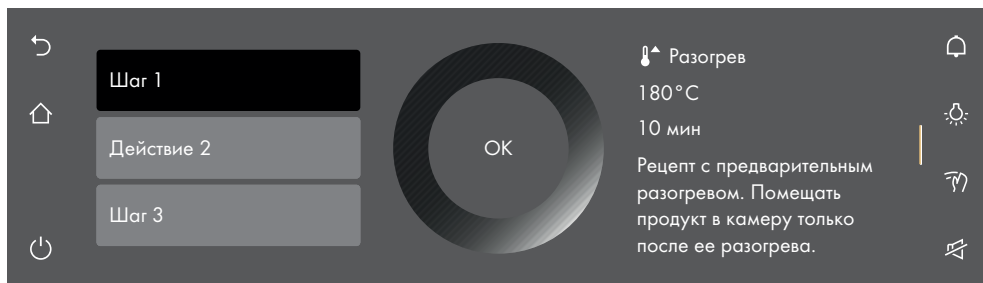 Шаг 1
Действие 2
Шаг 3
OK
Разогрев
180°C
10 мин
Рецепт с предварительным
разогревом. Помещать
продукт в камеру только
после ее разогрева.